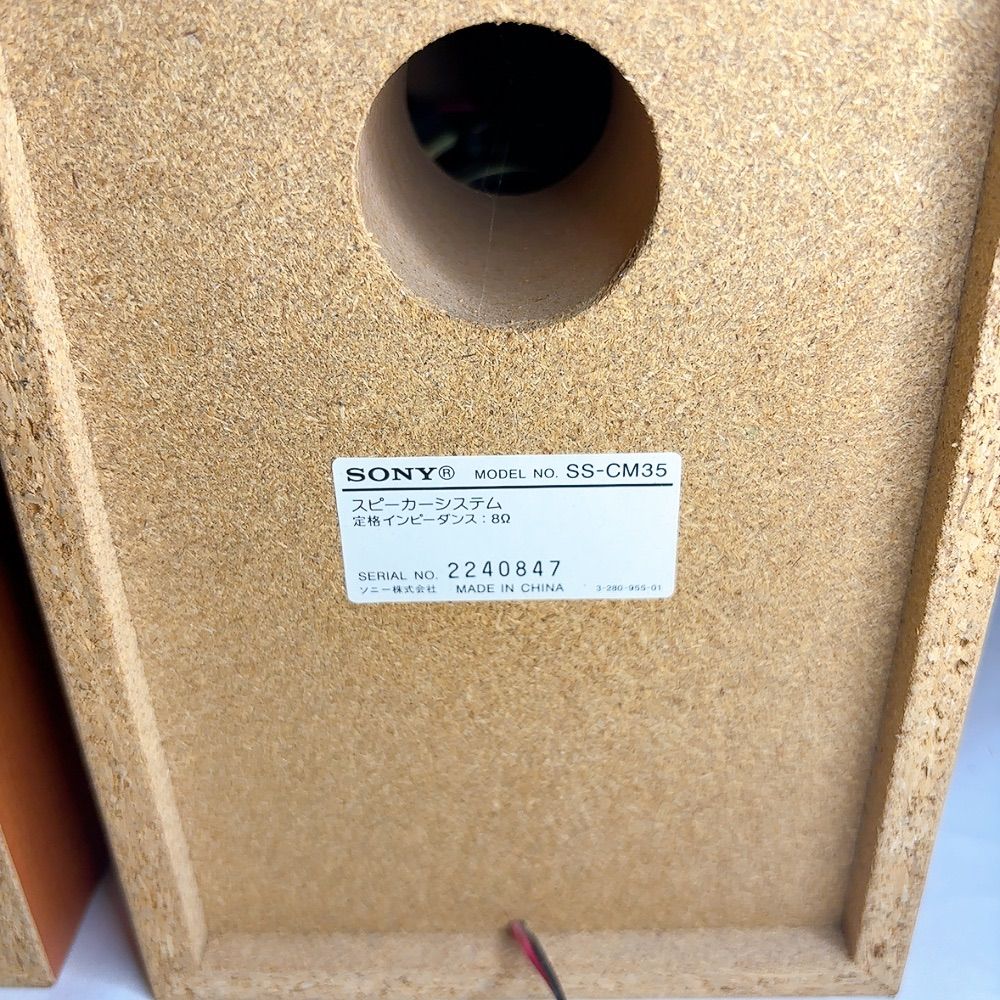 SONY® MODEL NO. SS-CM35
スピーカーシステム
定格インピーダンス：8Ω
SERIAL NO. 2240847
ソニー株式会社 MADE IN CHINA 3-280-955-01